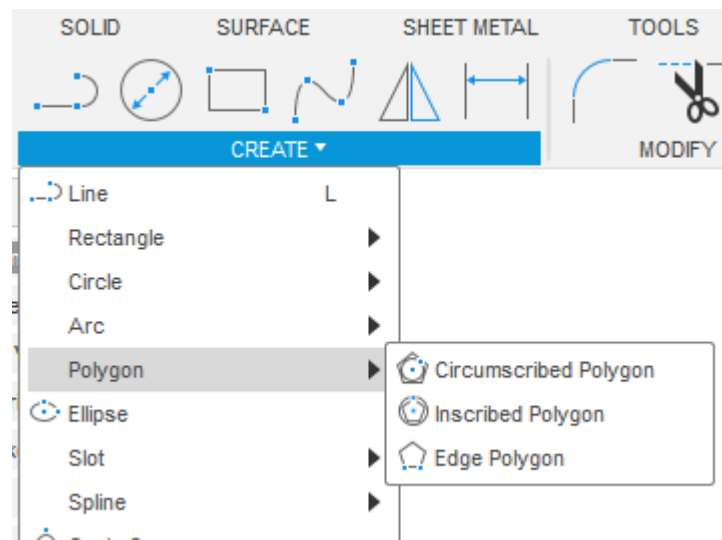 SOLID SURFACE SHEET METAL TOOLS
CREATE MODIFY
Line L
Rectangle
Circle
Arc
Polygon
Circumscribed Polygon
Ellipse
Inscribed Polygon
Slot
Edge Polygon
Spline